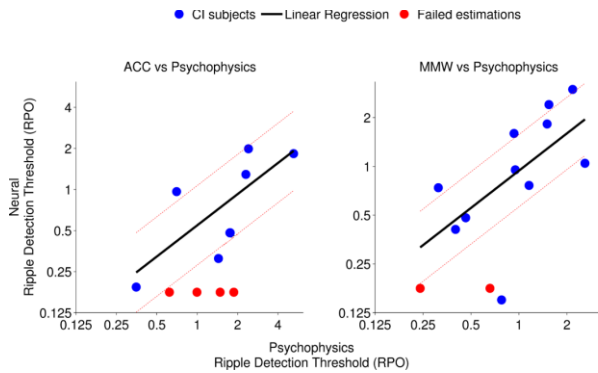 CI subjects Linear Regression Failed estimations
ACC vs Psychophysics
MMW vs Psychophysics
Neural
Ripple Detection Threshold (RPO)
4
2
1
0.5
0.25
0.125
0.125 0.25 0.5 1 2 4
2
1
0.5
0.25
0.125
0.125 0.25 0.5 1 2
Psychophysics
Ripple Detection Threshold (RPO)